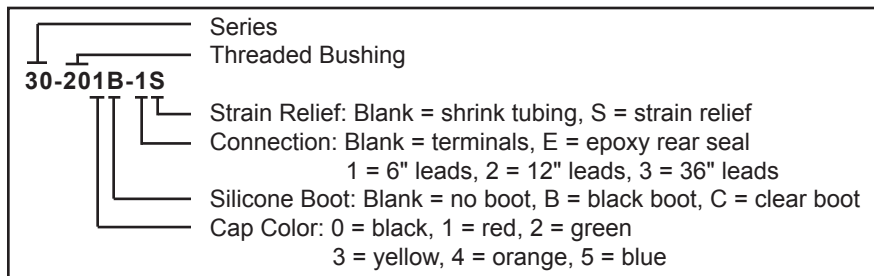 Series
Threaded Bushing
30-201B-1S
Strain Relief: Blank = shrink tubing, S = strain relief
Connection: Blank = terminals, E = epoxy rear seal
1 = 6" leads, 2 = 12" leads, 3 = 36" leads
Silicone Boot: Blank = no boot, B = black boot, C = clear boot
Cap Color: 0 = black, 1 = red, 2 = green
3 = yellow, 4 = orange, 5 = blue